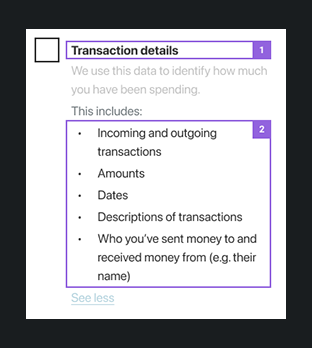 Transaction details 1
We use this data to identify how much
you have been spending.
This includes:
2
• Incoming and outgoing
transactions
• Amounts
• Dates
• Descriptions of transactions
• Who you've sent money to and
received money from (e.g. their
name)
See less